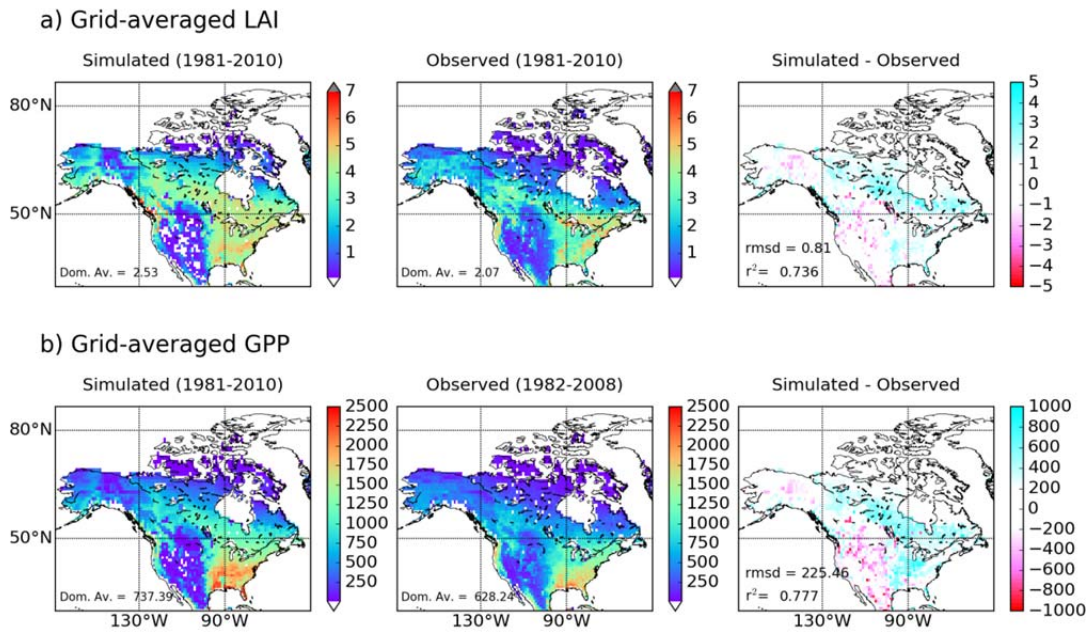 a) Grid-averaged LAI
Simulated (1981-2010)
Observed (1981-2010)
Simulated - Observed
80°N
50°N
Dom. Av. = 2.53
7
6
5
4
3
2
1
Dom. Av. = 2.07
7
6
5
4
3
2
1
rmsd = 0.81
r²= 0.736
5
4
3
2
1
−1
−2
−3
−4
−5
b) Grid-averaged GPP
Simulated (1981-2010)
Observed (1982-2008)
Simulated - Observed
80°N
50°N
Dom. Av. = 737.39
130°W 90°W
2500
2250
2000
1750
1500
1250
1000
750
500
250
Dom. Av. = 628.24
130°W 90°W
2500
2250
2000
1750
1500
1250
1000
750
500
250
rmsd = 225.46
r²= 0.777
130°W 90°W
1000
800
600
400
200
−200
−400
−600
−800
−1000